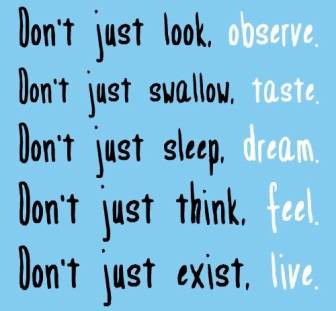 Don't just look, observe.
Don't just swallow, taste.
Don't just sleep, dream.
Don't just think, feel.
Don't just exist, live.